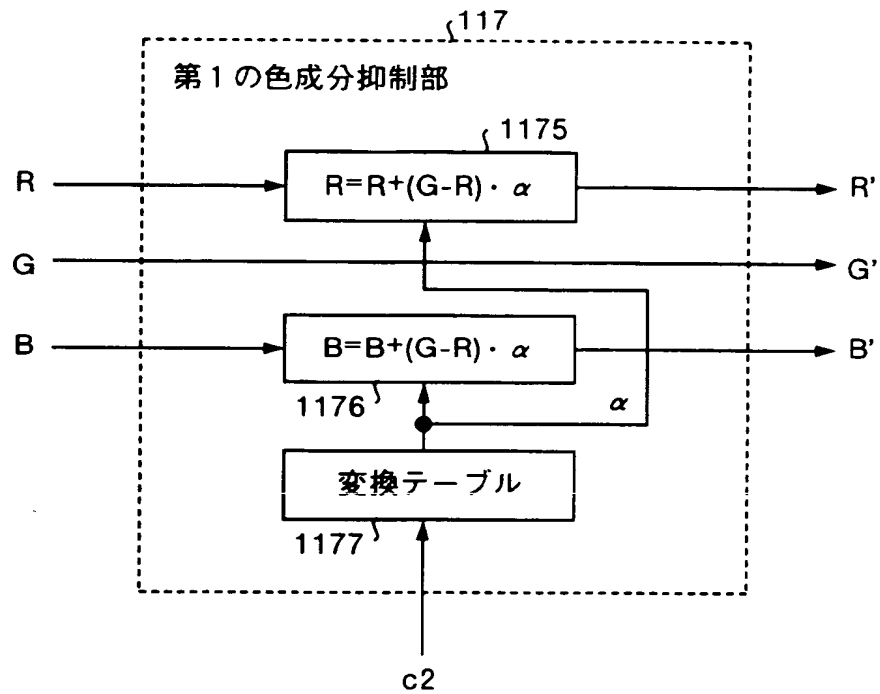 117
第1の色成分抑制部
1175
R
R=R+(G-R)・α
R'
G
G'
B
B=B+(G-R)・α
B'
1176
α
変換テーブル
1177
c2